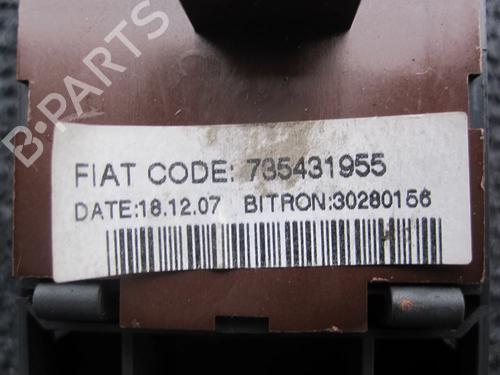 B-PARTS
FIAT CODE: 735431955
DATE:18.12.07 BITRON:30280156